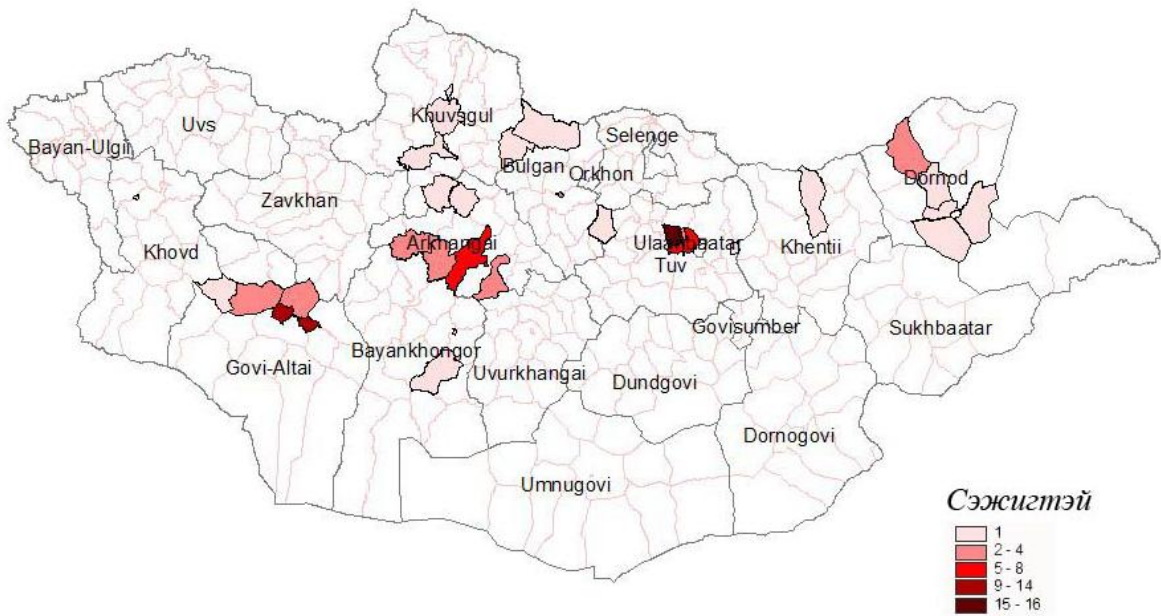 Khuvsgul
Uvs
Bayan-Ulgii
Selenge
Bulgan
Orkhon
Dornod
Zavkhan
Khovd
Arkhangai
Ulaanbaatar
Khentii
Tuv
Govisumber
Sukhbaatar
Bayankhongor
Govi-Altai
Uvurkhangai
Dundgovi
Dornogovi
Umnugovi
Сэжигтэй
1
2 - 4
5 - 8
9 - 14
15 - 16